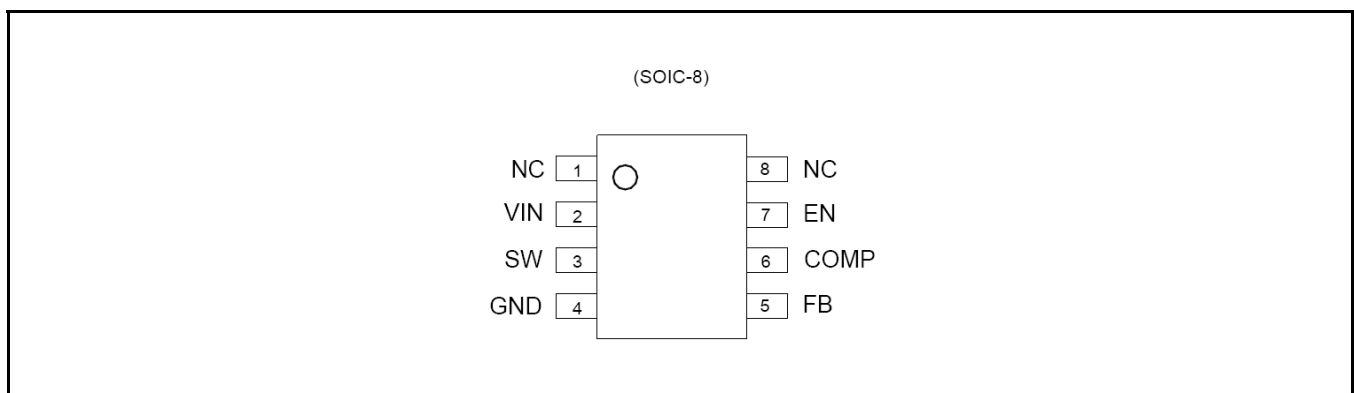 (SOIC-8)
NC 1 8 NC
VIN 2 7 EN
SW 3 6 COMP
GND 4 5 FB